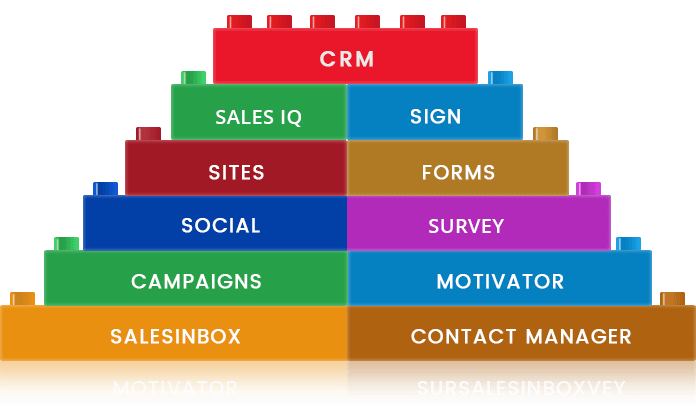 CRM
SALES IQ SIGN
SITES FORMS
SOCIAL SURVEY
CAMPAIGNS MOTIVATOR
SALESINBOX CONTACT MANAGER
MOTIVATOR SURSALESINBOXVEY